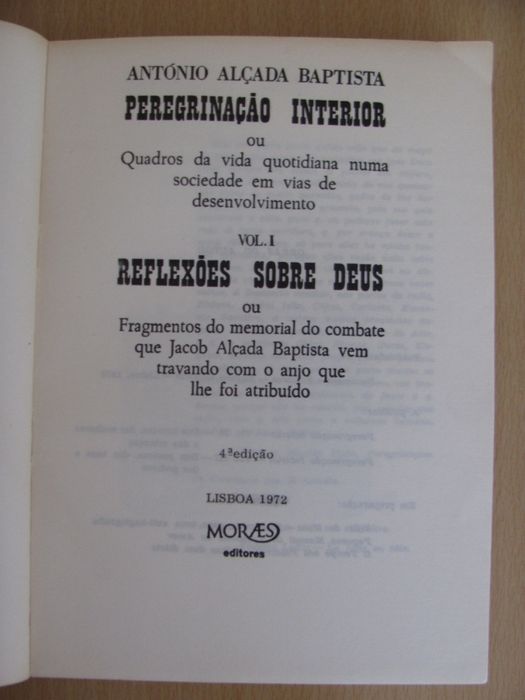 ANTÓNIO ALÇADA BAPTISTA
PEREGRINAÇÃO INTERIOR
ou
Quadros da vida quotidiana numa
sociedade em vias de
desenvolvimento
VOL. I
REFLEXÕES SOBRE DEUS
ou
Fragmentos do memorial do combate
que Jacob Alçada Baptista vem
travando com o anjo que
lhe foi atribuído
4ª edição
LISBOA 1972
MORÆS
editores